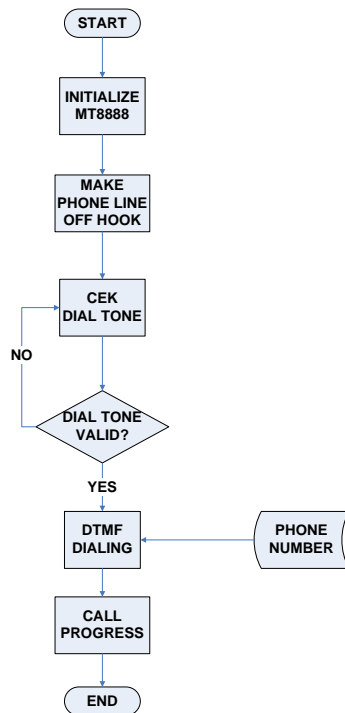 START
INITIALIZE
MT8888
MAKE
PHONE LINE
OFF HOOK
CEK
DIAL TONE
NO
DIAL TONE
VALID?
YES
DTMF
DIALING
PHONE
NUMBER
CALL
PROGRESS
END